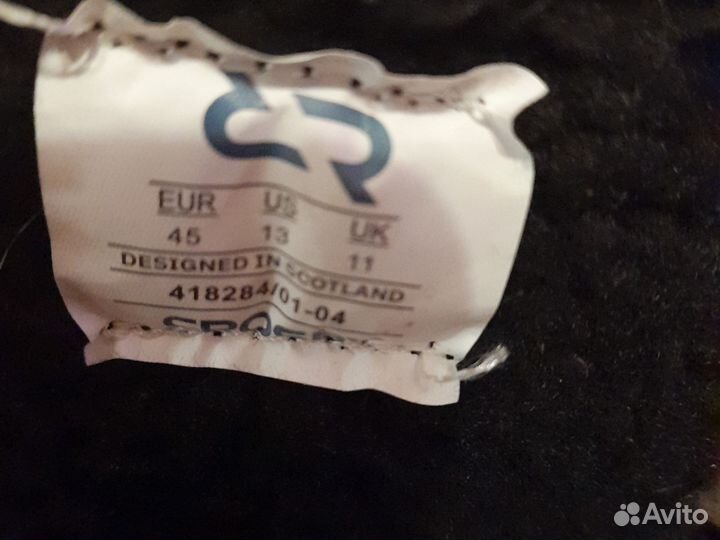 EUR US UK
45 13 11
DESIGNED IN SCOTLAND
418284/01-04
Avito